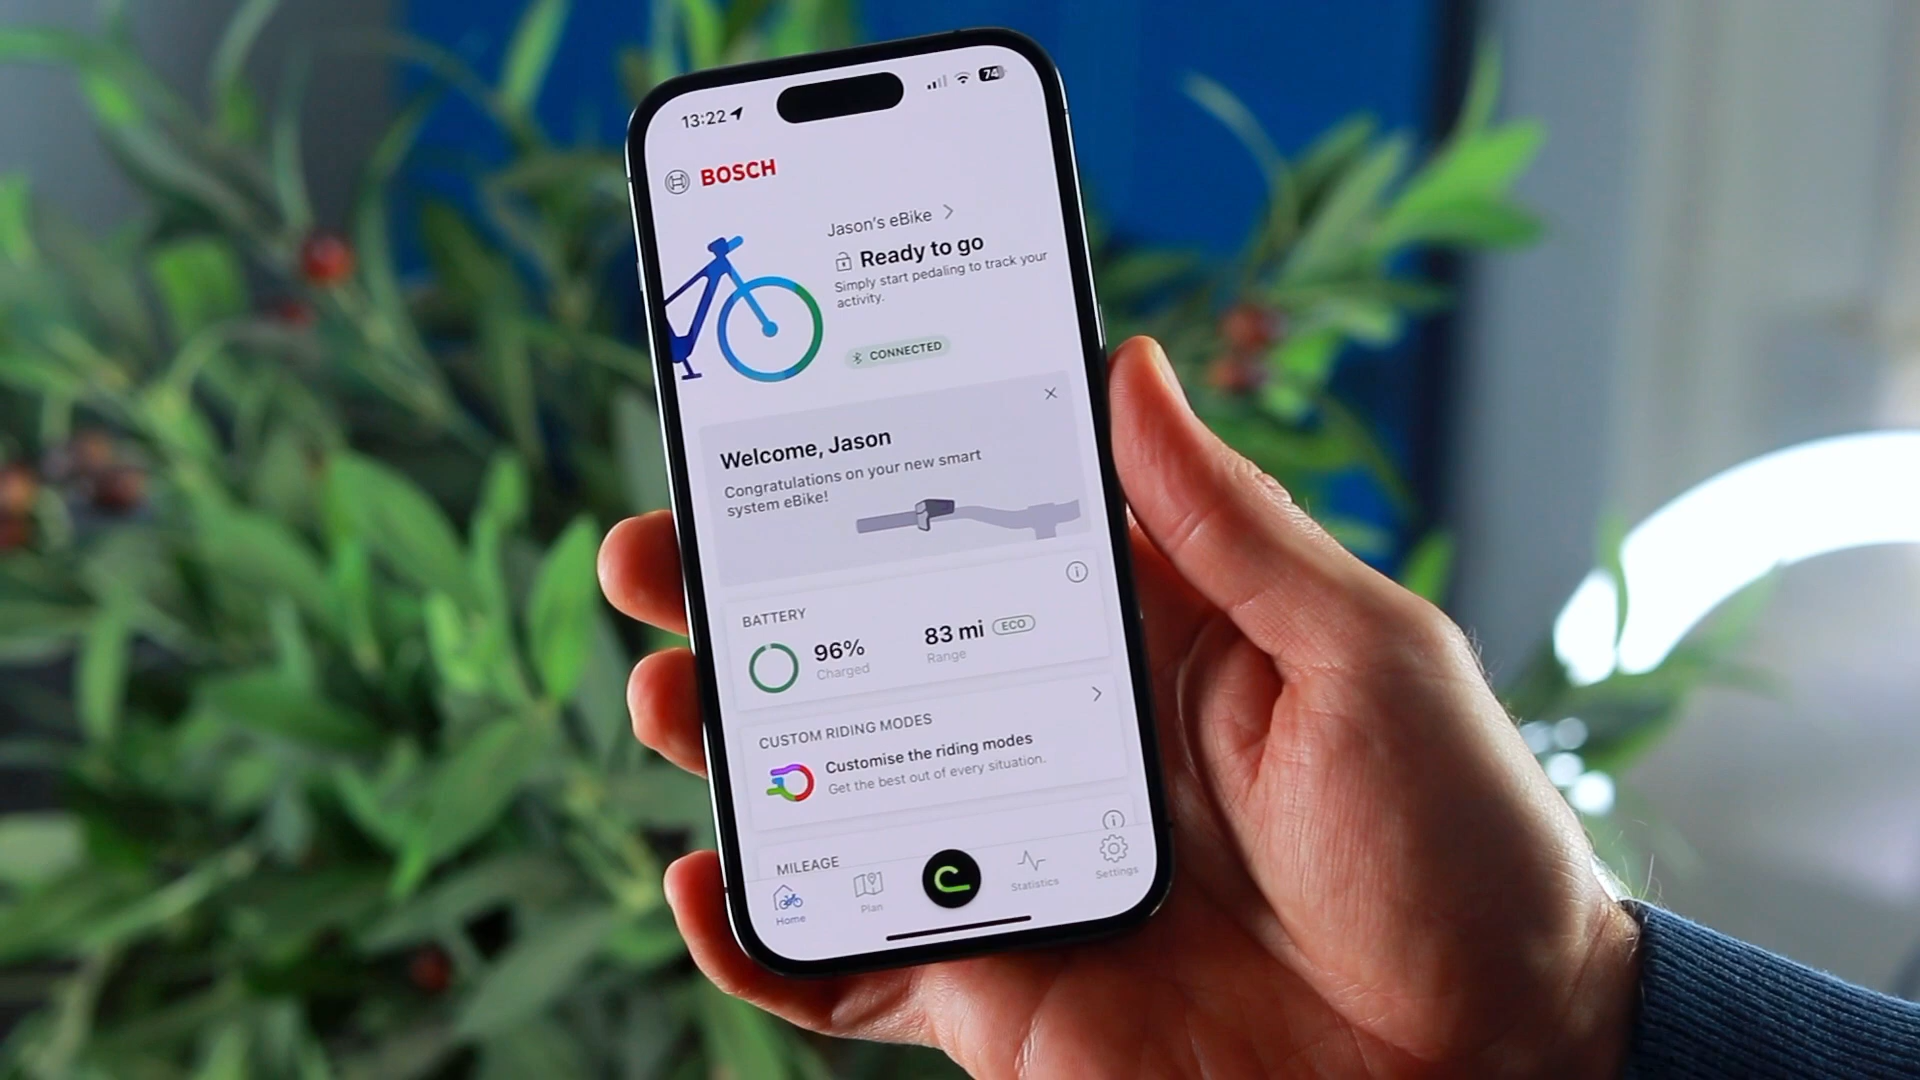 13:22
74
BOSCH
Jason's eBike
Ready to go
Simply start pedaling to track your
activity.
CONNECTED
Welcome, Jason
Congratulations on your new smart
system eBike!
BATTERY
96%
Charged
83 mi ECO
Range
CUSTOM RIDING MODES
Customise the riding modes
Get the best out of every situation.
MILEAGE
Home
Plan
Statistics
Settings